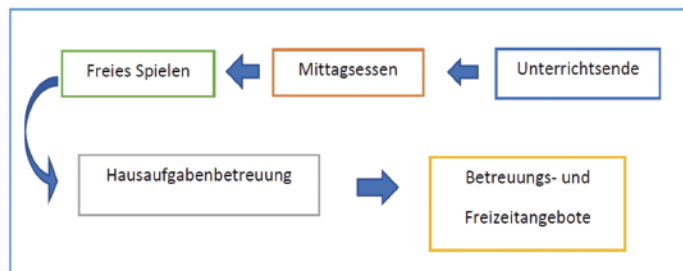 Freies Spielen
Mittagsessen
Unterrichtsende
Hausaufgabenbetreuung
Betreuungs- und
Freizeitangebote